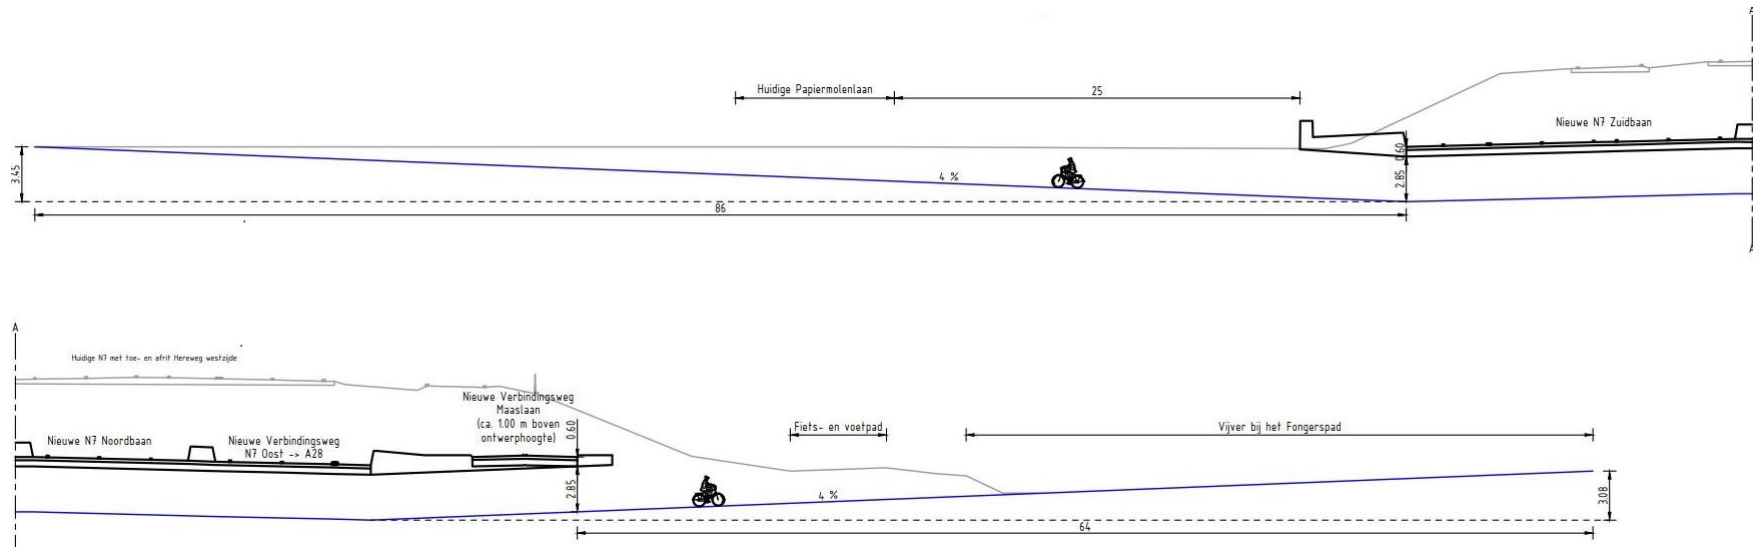 A
Huidige Papiermolenlaan
25
Nieuwe N7 Zuidbaan
0.60
3.45
4 %
2.85
86
A
A
Huidige N7 met toe- en afrit Hereweg westzijde
Nieuwe Verbindingsweg
Maaslaan
(ca. 1.00 m boven
ontwerphoogte)
0.60
Nieuwe N7 Noordbaan
Nieuwe Verbindingsweg
N7 Oost -> A28
Fiets- en voetpad
Vijver bij het Fongerspad
2.85
4 %
3.08
64